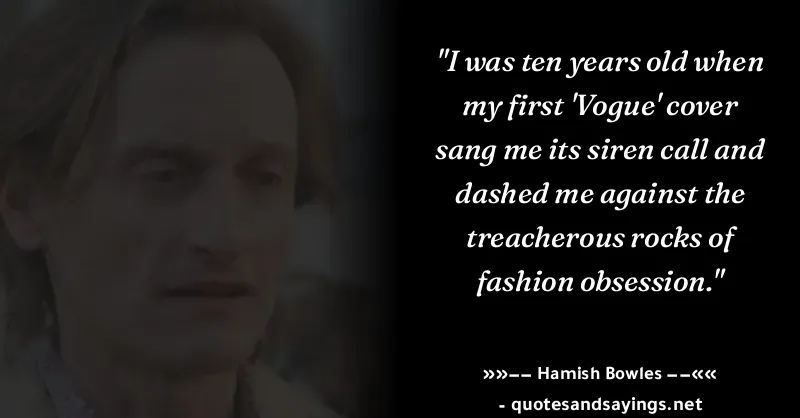 "I was ten years old when
my first 'Vogue' cover
sang me its siren call and
dashed me against the
treacherous rocks of
fashion obsession."
»»−− Hamish Bowles −−««
- quotesandsayings.net